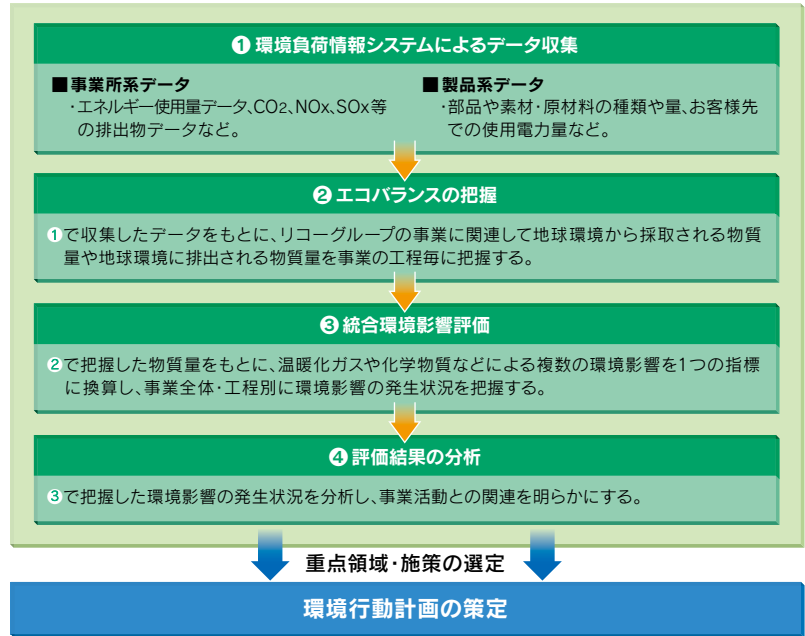 ❶ 環境負荷情報システムによるデータ収集
■事業所系データ
・エネルギー使用量データ、CO2、NOx、SOx等
の排出物データなど。
■製品系データ
・部品や素材・原材料の種類や量、お客様先
での使用電力量など。
❷ エコバランスの把握
①で収集したデータをもとに、リコーグループの事業に関連して地球環境から採取される物質
量や地球環境に排出される物質量を事業の工程毎に把握する。
❸ 統合環境影響評価
②で把握した物質量をもとに、温暖化ガスや化学物質などによる複数の環境影響を1つの指標
に換算し、事業全体・工程別に環境影響の発生状況を把握する。
❹ 評価結果の分析
③で把握した環境影響の発生状況を分析し、事業活動との関連を明らかにする。
重点領域・施策の選定
環境行動計画の策定